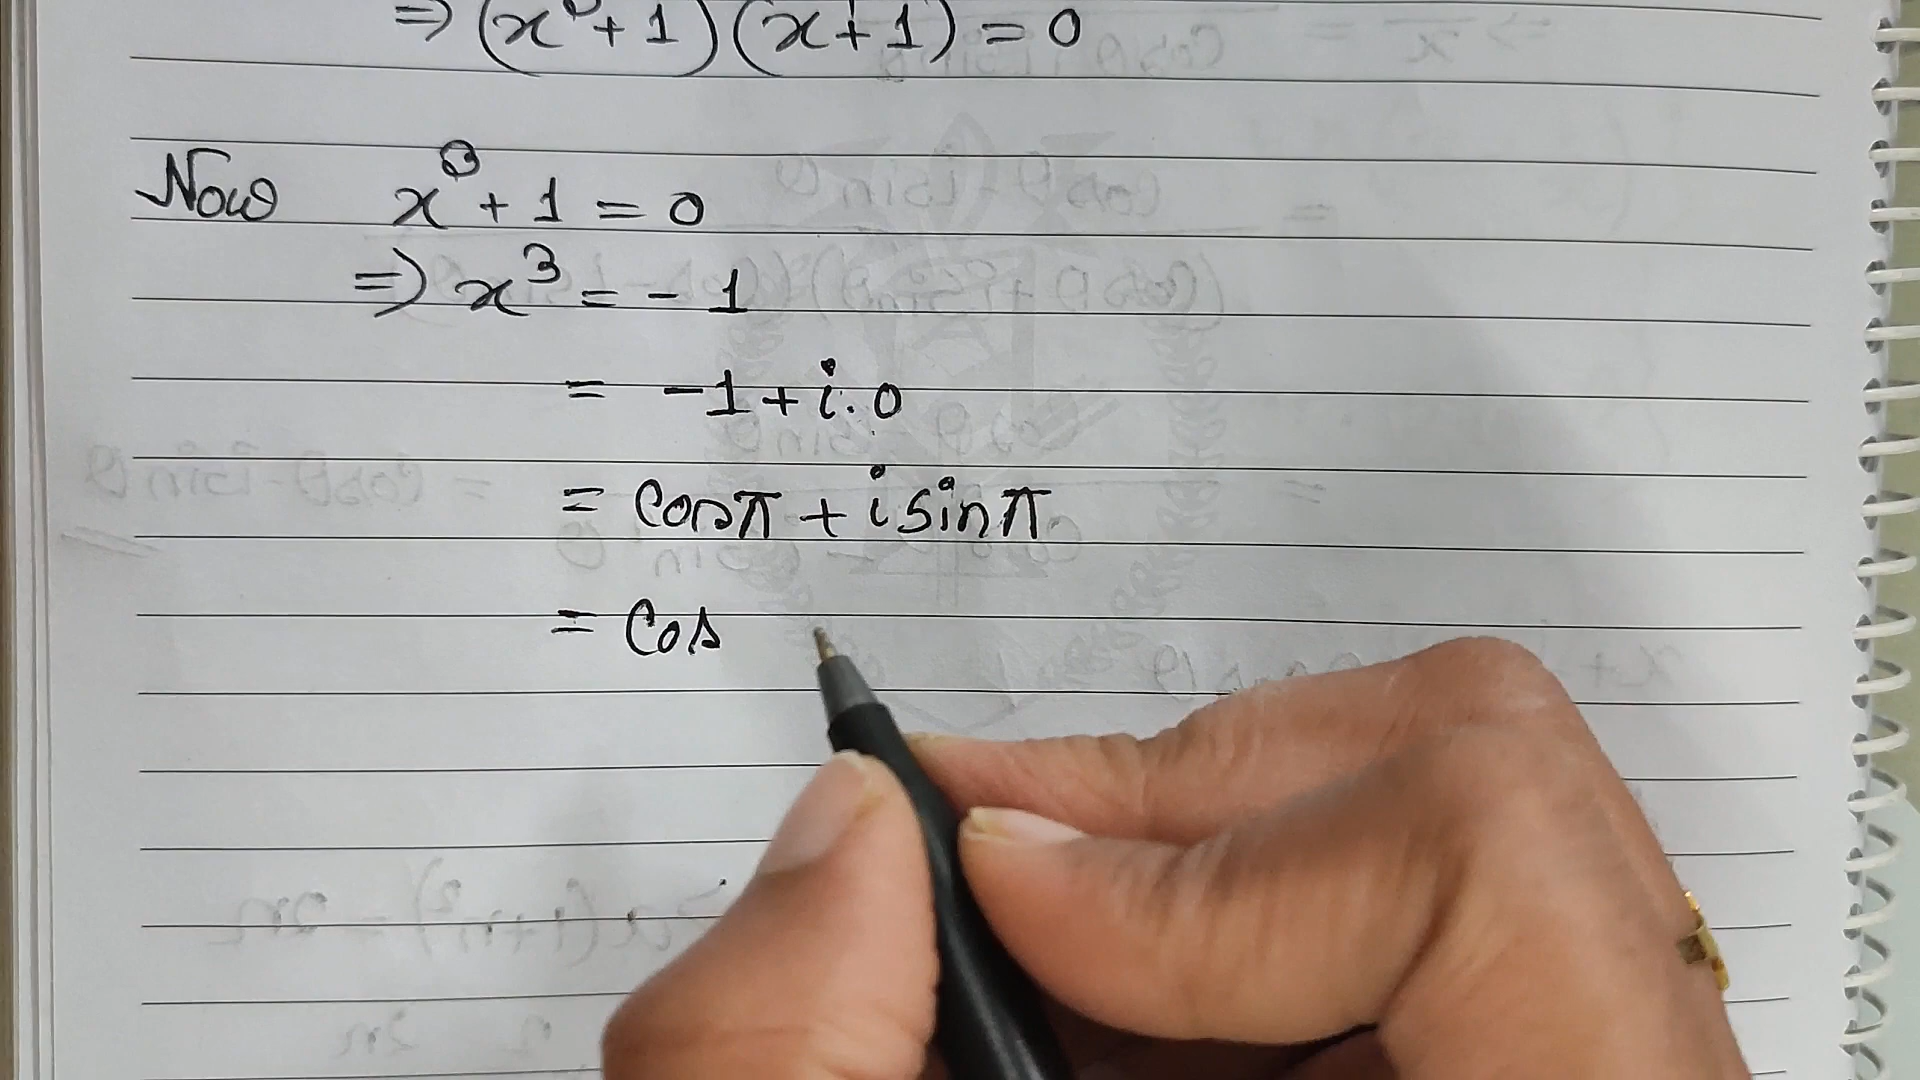 ⇒ (x³+1)(x+1) = 0
Now x³ + 1 = 0
⇒ x³ = - 1
= -1 + i.0
= cosπ + i sinπ
= cos